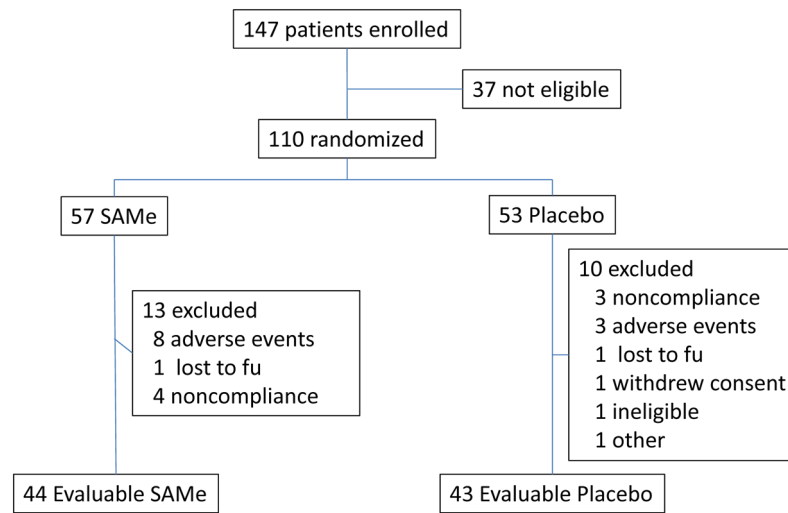 147 patients enrolled
37 not eligible
110 randomized
57 SAMe
53 Placebo
13 excluded
8 adverse events
1 lost to fu
4 noncompliance
10 excluded
3 noncompliance
3 adverse events
1 lost to fu
1 withdrew consent
1 ineligible
1 other
44 Evaluable SAMe
43 Evaluable Placebo